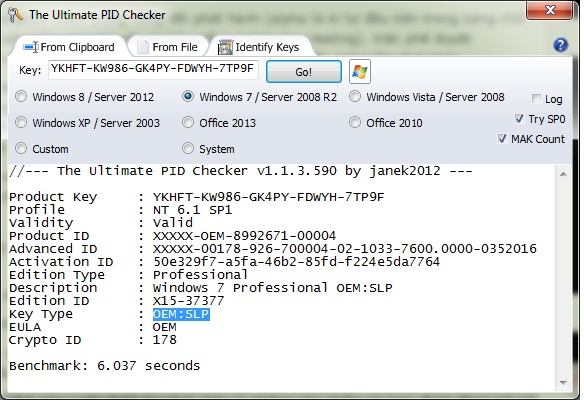 The Ultimate PID Checker
From Clipboard From File Identify Keys
Key: YKHFT-KW986-GK4PY-FDWYH-7TP9F Go!
Windows 8 / Server 2012 Windows 7 / Server 2008 R2 Windows Vista / Server 2008 Log
Windows XP / Server 2003 Office 2013 Office 2010 Try SP0
Custom System MAK Count
//--- The Ultimate PID Checker v1.1.3.590 by janek2012 ---
Product Key : YKHFT-KW986-GK4PY-FDWYH-7TP9F
Profile : NT 6.1 SP1
Validity : Valid
Product ID : XXXXX-OEM-8992671-00004
Advanced ID : XXXXX-00178-926-700004-02-1033-7600.0000-0352016
Activation ID : 50e329f7-a5fa-46b2-85fd-f224e5da7764
Edition Type : Professional
Description : Windows 7 Professional OEM:SLP
Edition ID : X15-37377
Key Type : OEM:SLP
EULA : OEM
Crypto ID : 178
Benchmark: 6.037 seconds